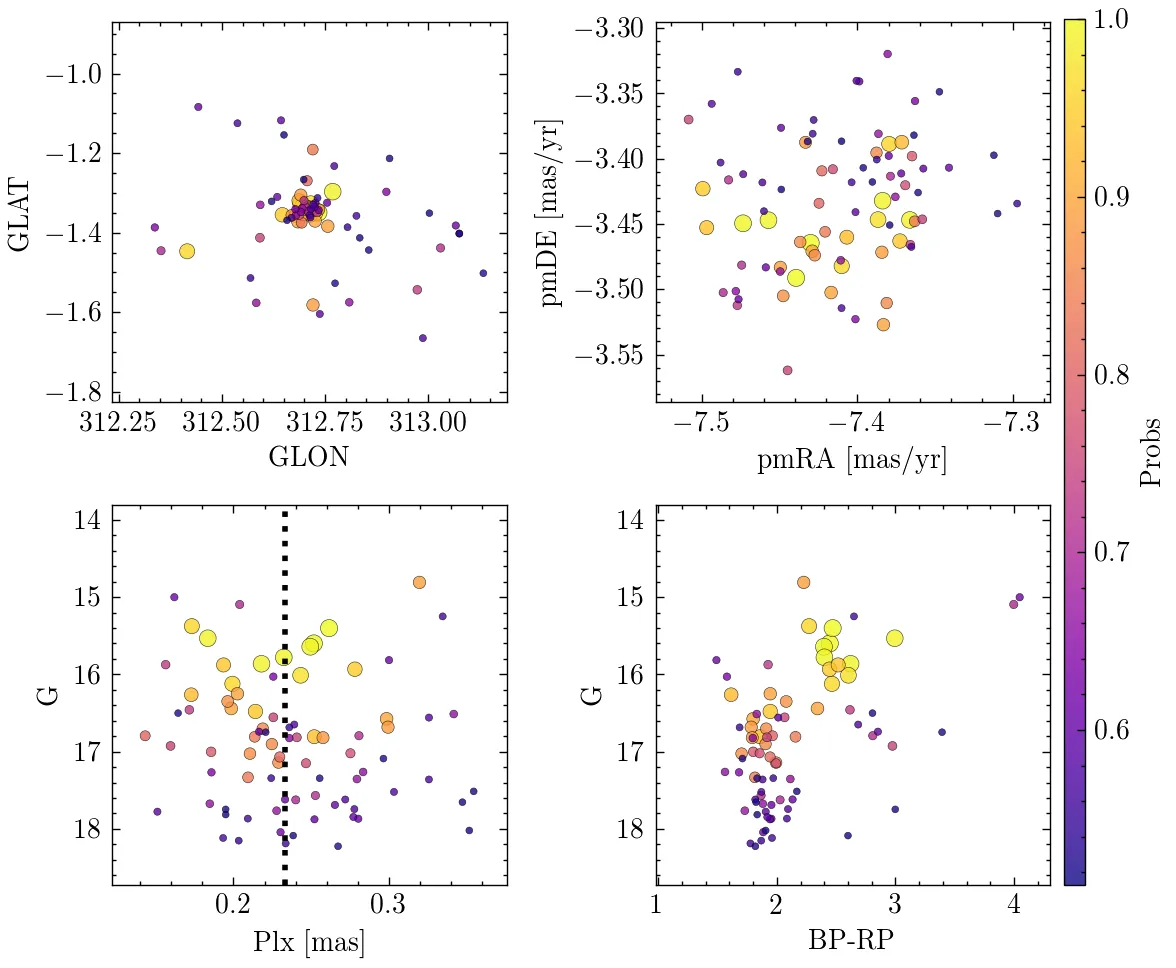 −1.0
−1.2
−1.4
−1.6
−1.8
GLAT
312.25 312.50 312.75 313.00
GLON
−3.30
−3.35
−3.40
−3.45
−3.50
−3.55
pmDE [mas/yr]
−7.5 −7.4 −7.3
pmRA [mas/yr]
1.0
0.9
0.8
0.7
0.6
Probs
14
15
16
17
18
G
0.2 0.3
Plx [mas]
14
15
16
17
18
G
1 2 3 4
BP-RP